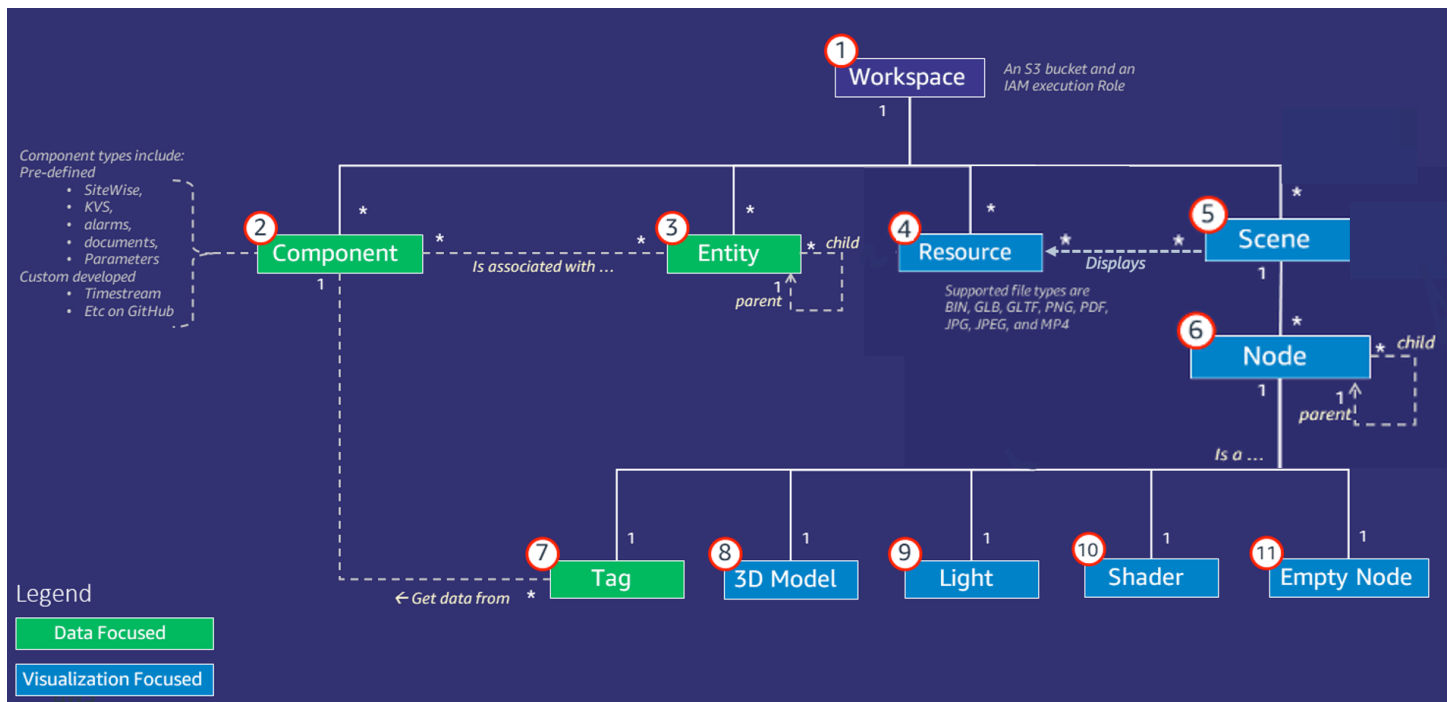 1
Workspace
An S3 bucket and an
IAM execution Role
1
Component types include:
Pre-defined
• SiteWise,
• KVS,
• alarms,
• documents,
• Parameters
Custom developed
• Timestream
• Etc on GitHub
*
*
*
*
2
Component
*
Is associated with ...
*
1
3
Entity
* child
1
parent
4
Resource
Supported file types are
BIN, GLB, GLTF, PNG, PDF,
JPG, JPEG, and MP4
*
Displays
*
5
Scene
1
*
6
Node
* child
1
1
parent
Is a ...
1
1
1
1
1
7
Tag
8
3D Model
9
Light
10
Shader
11
Empty Node
← Get data from *
Legend
Data Focused
Visualization Focused